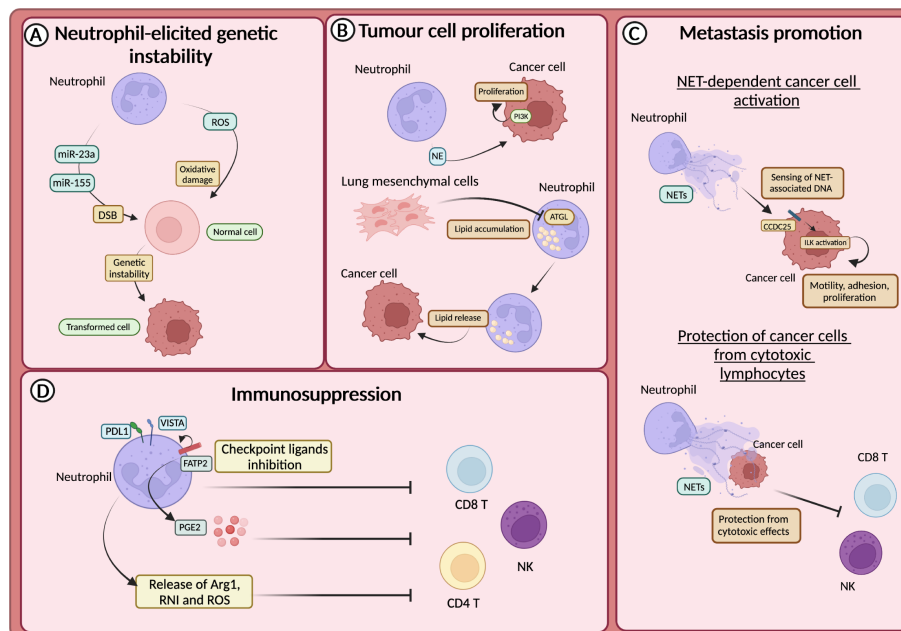 A
Neutrophil-elicited genetic
instability
Neutrophil
ROS
miR-23a
miR-155
Oxidative
damage
DSB
Normal cell
Genetic
instability
Transformed cell
B
Tumour cell proliferation
Neutrophil
Cancer cell
Proliferation
PI3K
NE
Lung mesenchymal cells
Neutrophil
ATGL
Lipid accumulation
Cancer cell
Lipid release
C
Metastasis promotion
NET-dependent cancer cell
activation
Neutrophil
NETs
Sensing of NET-
associated DNA
CCDC25
ILK activation
Cancer cell
Motility, adhesion,
proliferation
Protection of cancer cells
from cytotoxic
lymphocytes
Neutrophil
Cancer cell
NETs
CD8 T
Protection from
cytotoxic effects
NK
D
Immunosuppression
PDL1
VISTA
FATP2
Checkpoint ligands
inhibition
Neutrophil
CD8 T
PGE2
NK
Release of Arg1,
RNI and ROS
CD4 T